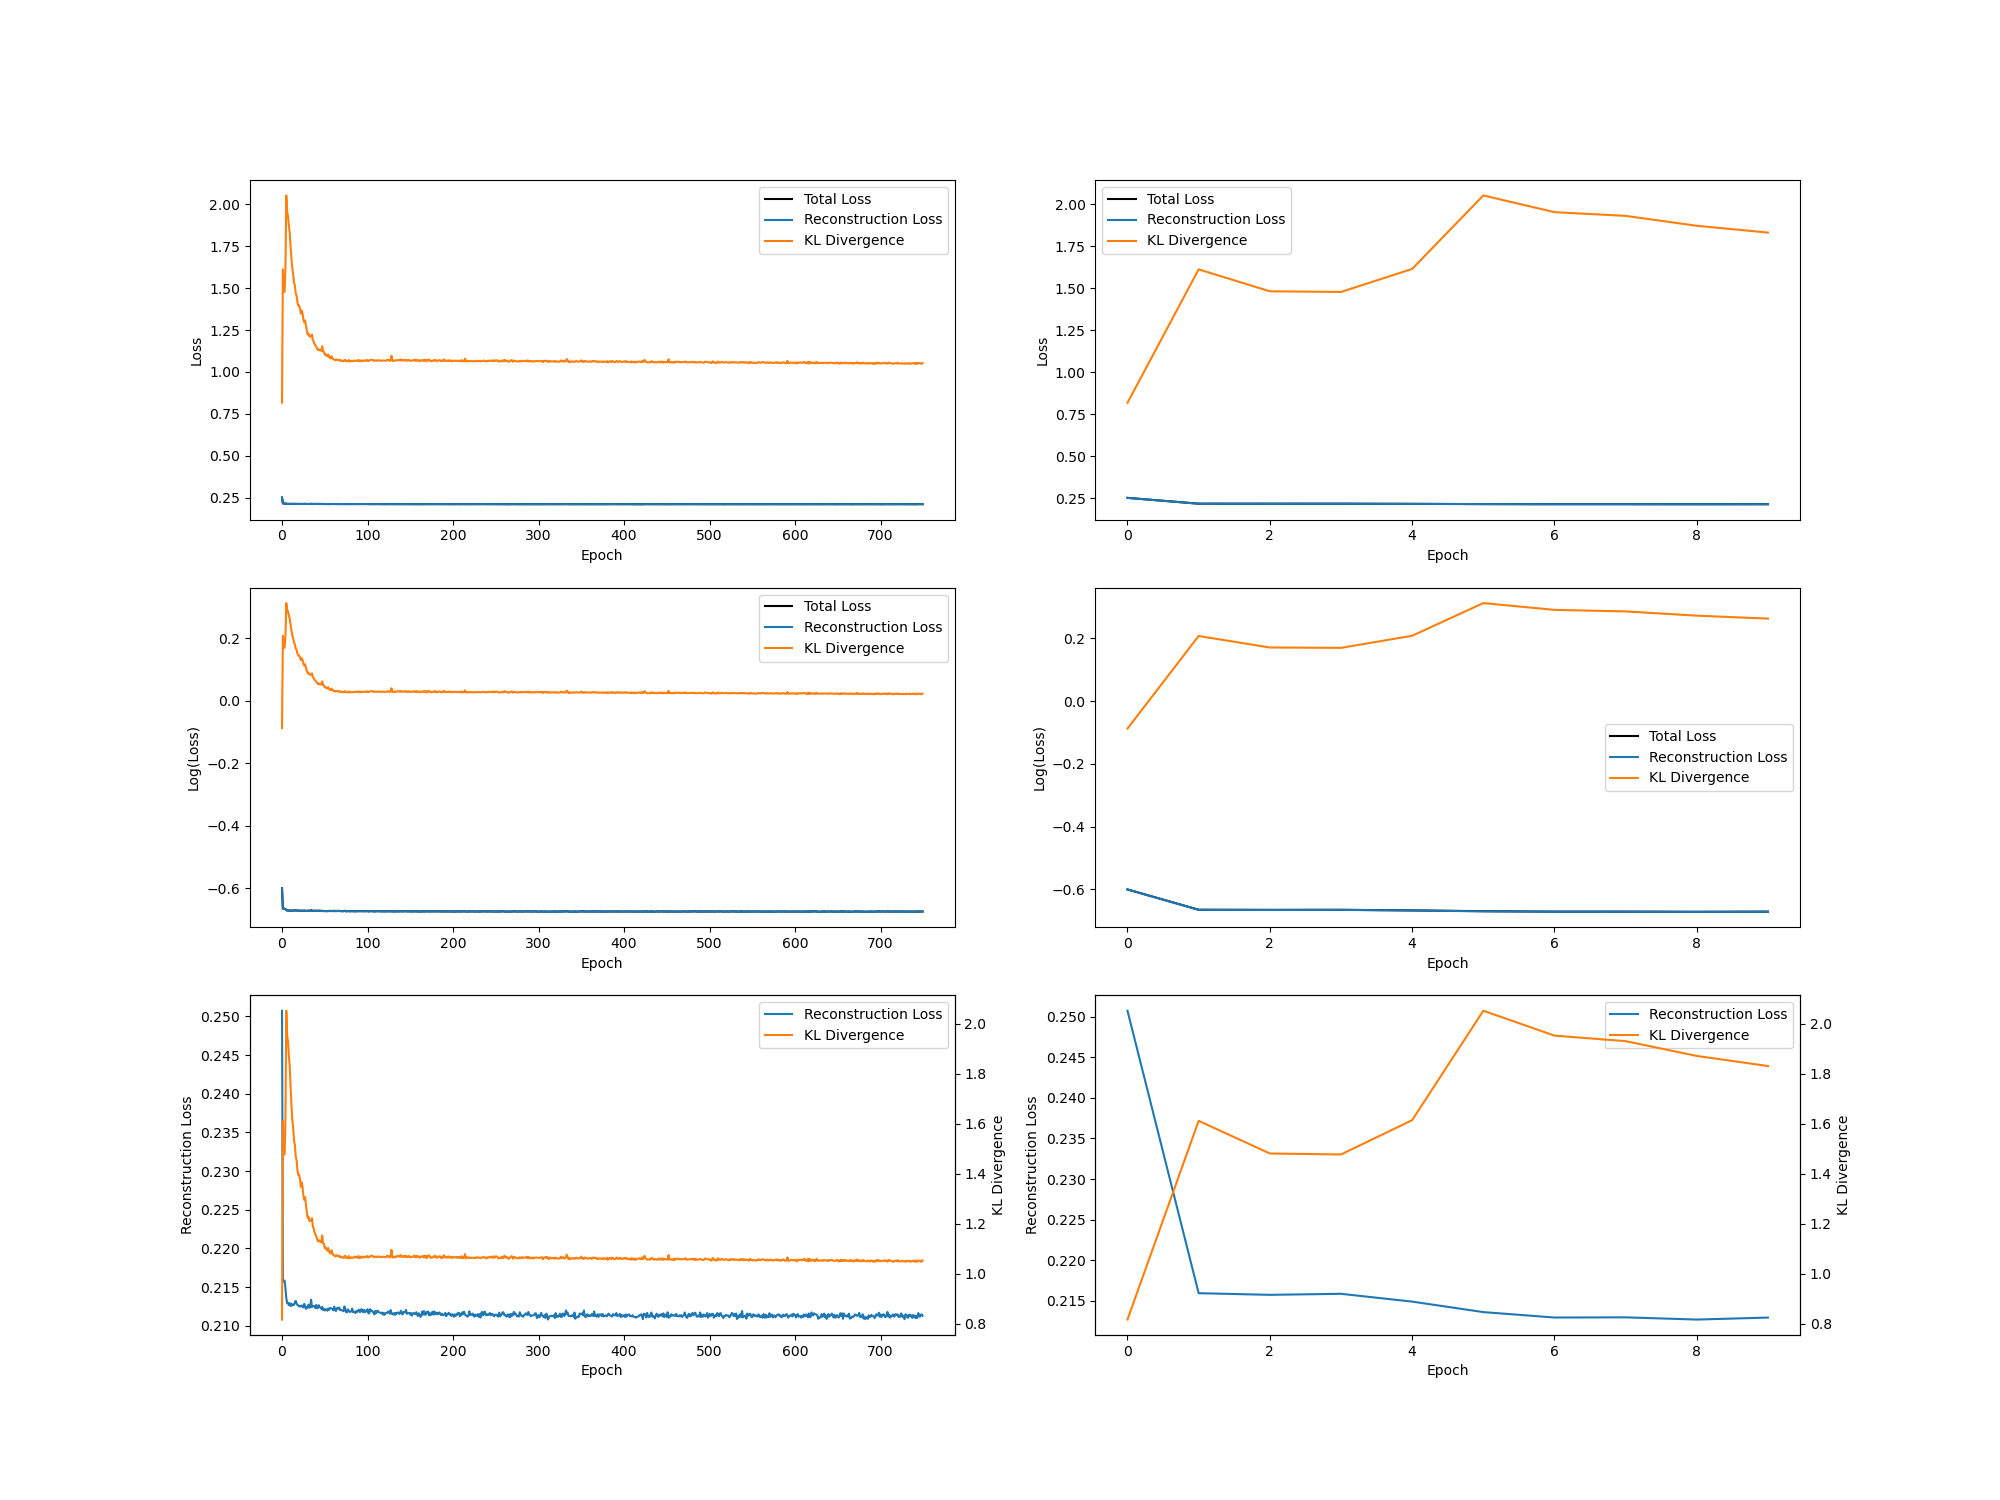 2.00
1.75
1.50
1.25
1.00
0.75
0.50
0.25
Loss
0 100 200 300 400 500 600 700
Epoch
Total Loss
Reconstruction Loss
KL Divergence
2.00
1.75
1.50
1.25
1.00
0.75
0.50
0.25
Loss
0 2 4 6 8
Epoch
Total Loss
Reconstruction Loss
KL Divergence
0.2
0.0
−0.2
−0.4
−0.6
Log(Loss)
0 100 200 300 400 500 600 700
Epoch
Total Loss
Reconstruction Loss
KL Divergence
0.2
0.0
−0.2
−0.4
−0.6
Log(Loss)
0 2 4 6 8
Epoch
Total Loss
Reconstruction Loss
KL Divergence
0.250
0.245
0.240
0.235
0.230
0.225
0.220
0.215
0.210
Reconstruction Loss
0 100 200 300 400 500 600 700
Epoch
Reconstruction Loss
KL Divergence
2.0
1.8
1.6
1.4
1.2
1.0
0.8
KL Divergence
0.250
0.245
0.240
0.235
0.230
0.225
0.220
0.215
Reconstruction Loss
0 2 4 6 8
Epoch
Reconstruction Loss
KL Divergence
2.0
1.8
1.6
1.4
1.2
1.0
0.8
KL Divergence